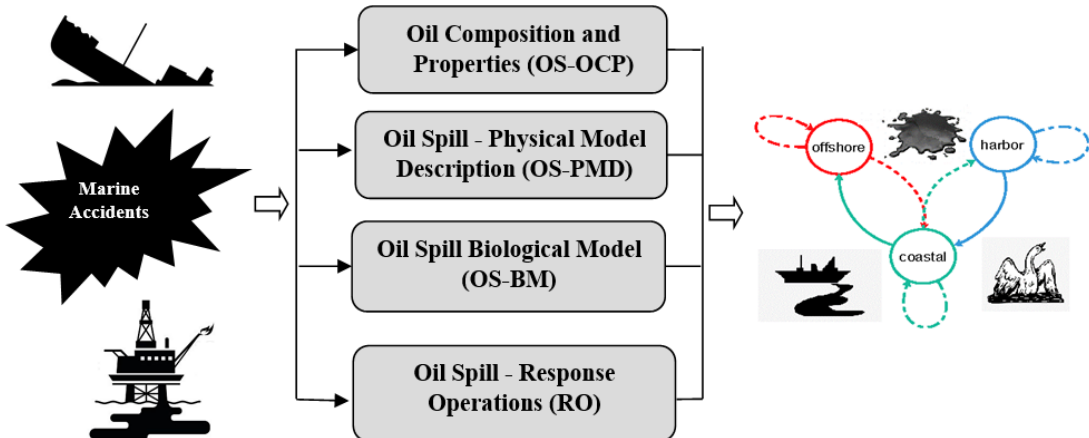 Marine
Accidents
Oil Composition and
Properties (OS-OCP)
Oil Spill - Physical Model
Description (OS-PMD)
Oil Spill Biological Model
(OS-BM)
Oil Spill - Response
Operations (RO)
offshore
harbor
coastal